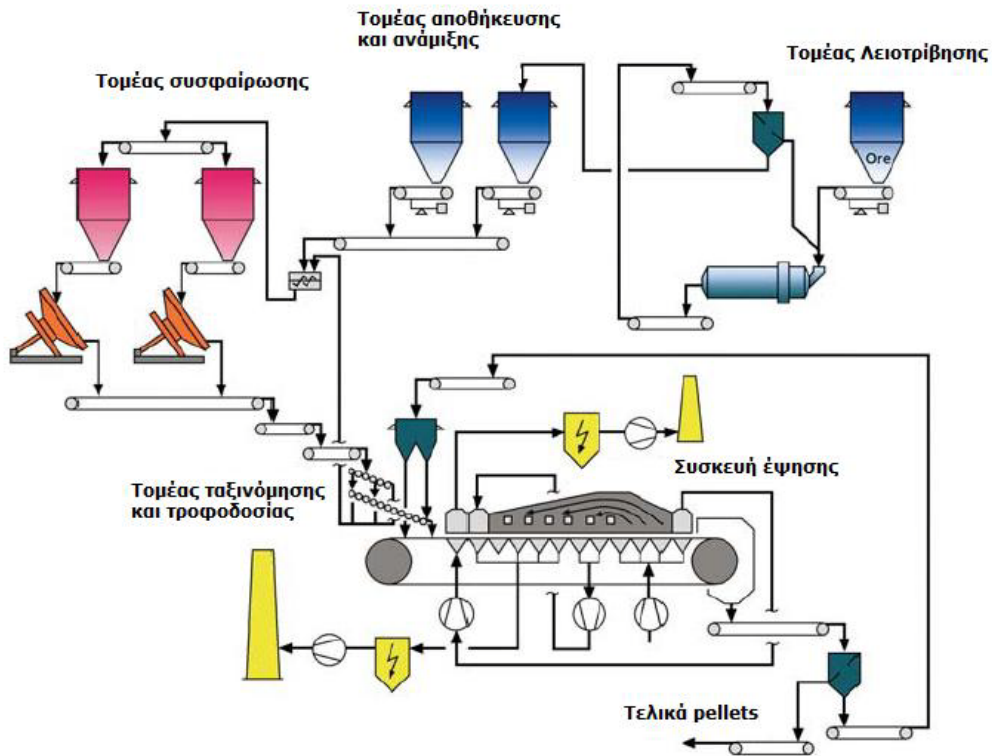 Τομέας αποθήκευσης
και ανάμιξης
Τομέας Λειοτρίβησης
Τομέας συσφαίρωσης
Ore
Συσκευή έψησης
Τομέας ταξινόμησης
και τροφοδοσίας
Τελικά pellets